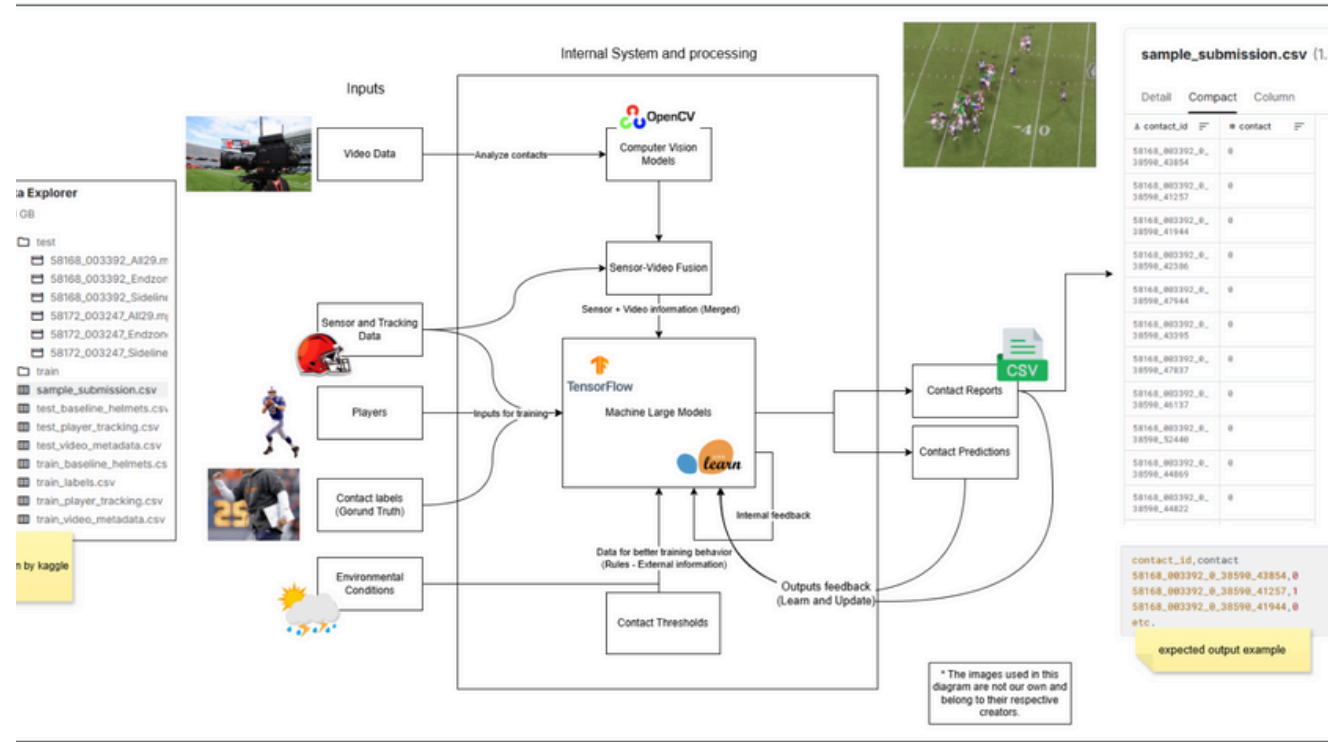 Internal System and processing
Inputs
Video Data
Analyze contacts
OpenCV
Computer Vision
Models
Sensor-Video Fusion
Sensor + Video information (Merged)
Sensor and Tracking
Data
TensorFlow
Machine Large Models
learn
Players
Inputs for training
Contact labels
(Gorund Truth)
25
Environmental
Conditions
Data for better training behavior
(Rules - External information)
Contact Thresholds
Internal feedback
Outputs feedback
(Learn and Update)
Contact Reports
CSV
Contact Predictions
* The images used in this
diagram are not our own and
belong to their respective
creators.
ta Explorer
GB
test
58168_003392_All29.m
58168_003392_Endzon
58168_003392_Sideline
58172_003247_All29.mp
58172_003247_Endzon
58172_003247_Sideline
train
sample_submission.csv
test_baseline_helmets.csv
test_player_tracking.csv
test_video_metadata.csv
train_baseline_helmets.cs
train_labels.csv
train_player_tracking.csv
train_video_metadata.csv
n by kaggle
40
sample_submission.csv (1.
Detail Compact Column
contact_id contact
58168_003392_0_ 0
38590_43854
58168_003392_0_ 0
38590_41257
58168_003392_0_ 0
38590_41944
58168_003392_0_ 0
38590_42386
58168_003392_0_ 0
38590_47944
58168_003392_0_ 0
38590_43395
58168_003392_0_ 0
38590_47837
58168_003392_0_ 0
38590_46137
58168_003392_0_ 0
38590_52440
58168_003392_0_ 0
38590_44869
58168_003392_0_ 0
38590_44822
contact_id,contact
58168_003392_0_38590_43854,0
58168_003392_0_38590_41257,1
58168_003392_0_38590_41944,0
etc.
expected output example